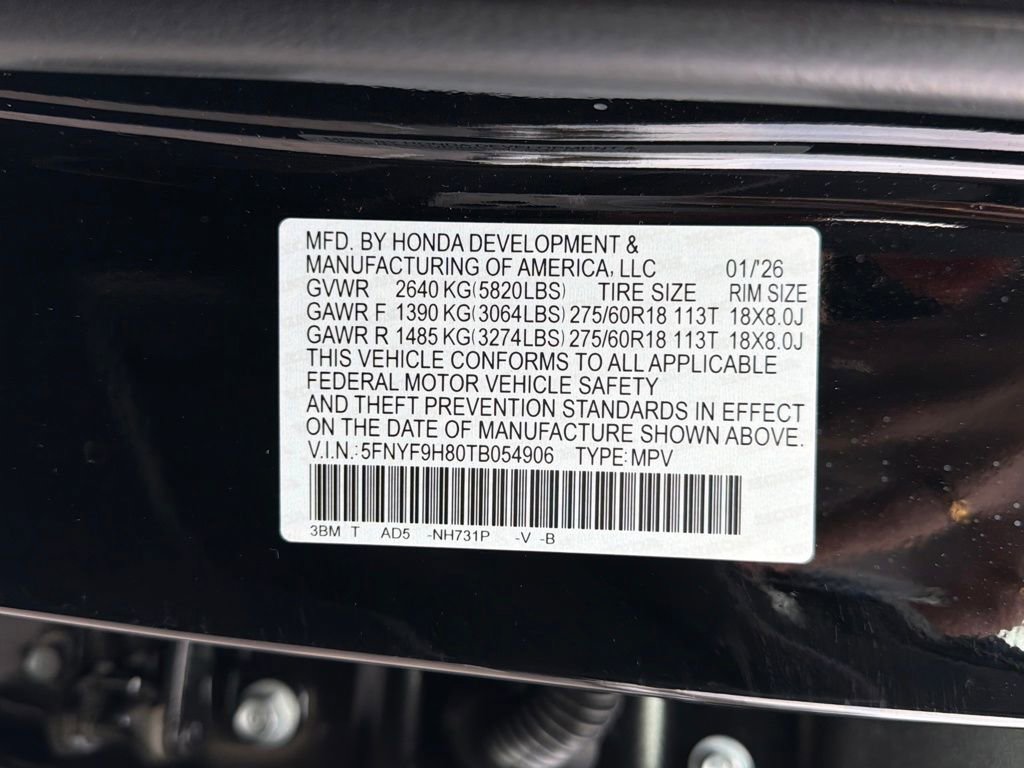 MFD. BY HONDA DEVELOPMENT &
MANUFACTURING OF AMERICA, LLC 01/'26
GVWR 2640 KG(5820LBS) TIRE SIZE RIM SIZE
GAWR F 1390 KG(3064LBS) 275/60R18 113T 18X8.0J
GAWR R 1485 KG(3274LBS) 275/60R18 113T 18X8.0J
THIS VEHICLE CONFORMS TO ALL APPLICABLE
FEDERAL MOTOR VEHICLE SAFETY
AND THEFT PREVENTION STANDARDS IN EFFECT
ON THE DATE OF MANUFACTURE SHOWN ABOVE.
V.I.N.: 5FNYF9H80TB054906 TYPE: MPV
3BM T AD5 -NH731P -V -B